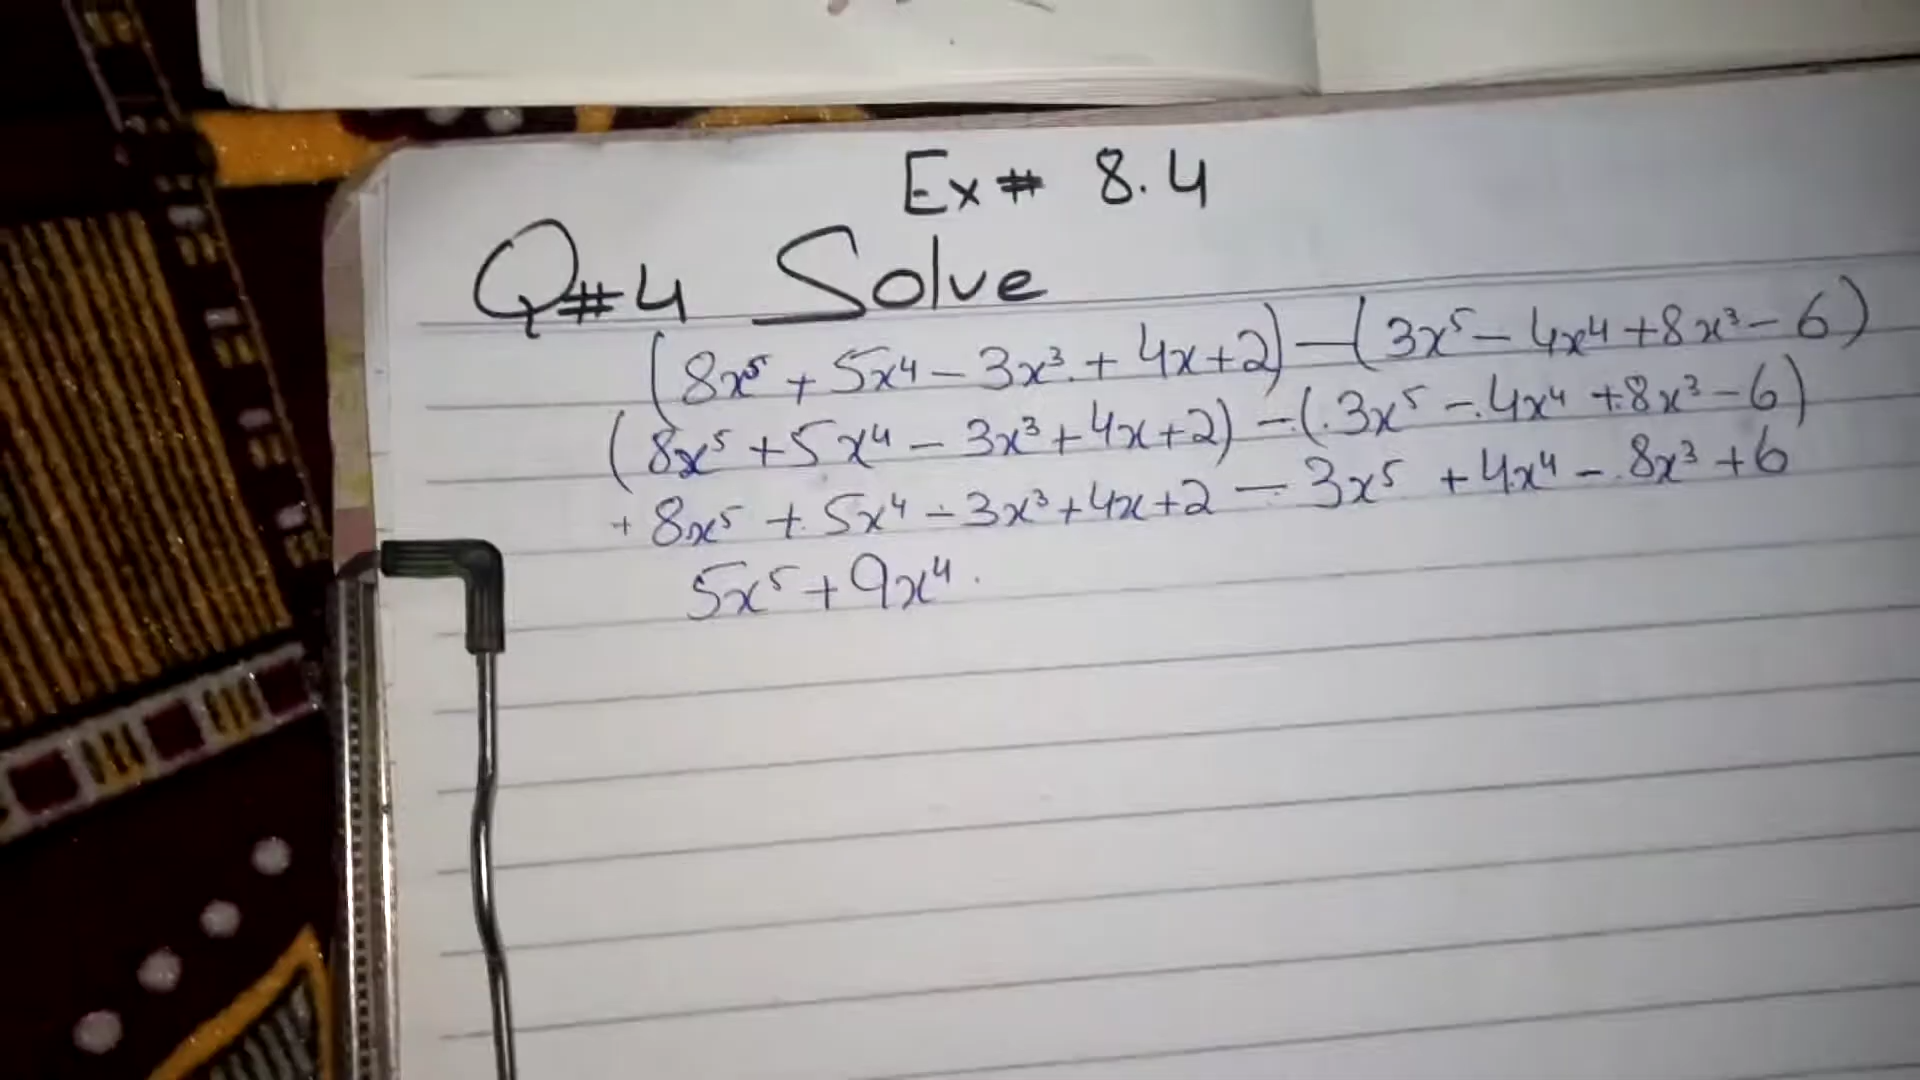 Ex# 8.4
Q#4 Solve
(8x⁵ + 5x⁴ - 3x³ + 4x + 2) - (3x⁵ - 4x⁴ + 8x³ - 6)
(8x⁵ + 5x⁴ - 3x³ + 4x + 2) - (3x⁵ - 4x⁴ + 8x³ - 6)
+ 8x⁵ + 5x⁴ - 3x³ + 4x + 2 - 3x⁵ + 4x⁴ - 8x³ + 6
5x⁵ + 9x⁴